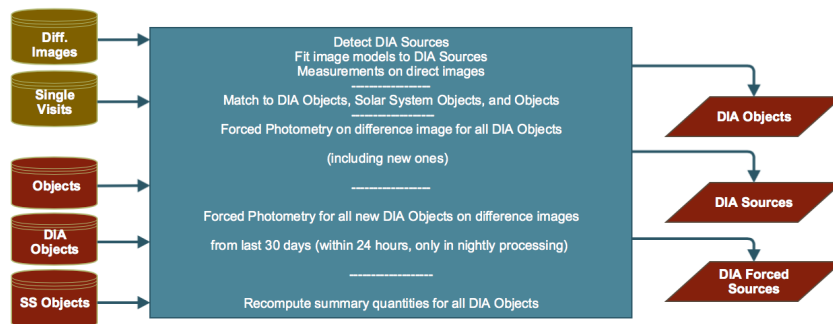 Diff.
Images
Single
Visits
Objects
DIA
Objects
SS Objects
Detect DIA Sources
Fit image models to DIA Sources
Measurements on direct images
-------------------
Match to DIA Objects, Solar System Objects, and Objects
--------------------
Forced Photometry on difference image for all DIA Objects
(including new ones)
-------------------
Forced Photometry for all new DIA Objects on difference images
from last 30 days (within 24 hours, only in nightly processing)
--------------------
Recompute summary quantities for all DIA Objects
DIA Objects
DIA Sources
DIA Forced
Sources